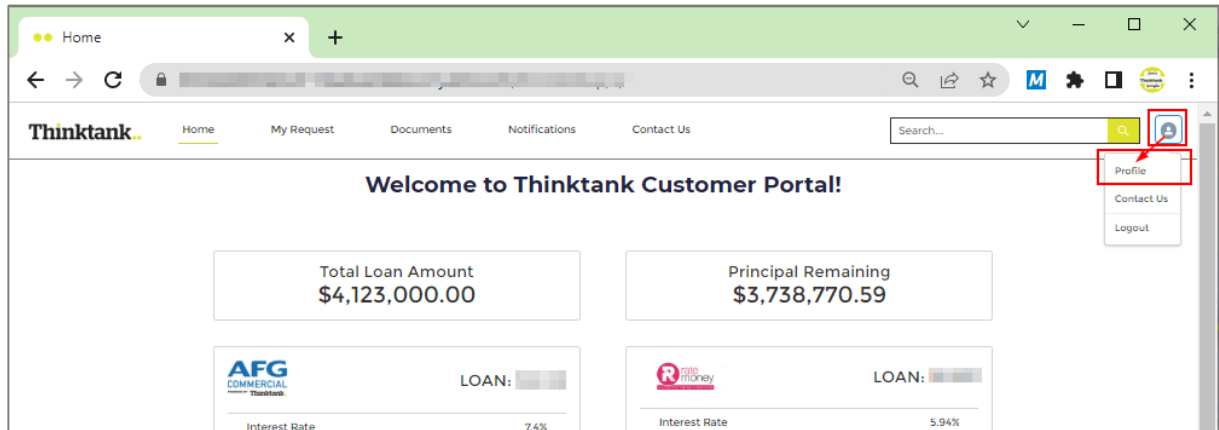 Home
Thinktank..
Home My Request Documents Notifications Contact Us Search...
Profile
Contact Us
Logout
Welcome to Thinktank Customer Portal!
Total Loan Amount
$4,123,000.00
Principal Remaining
$3,738,770.59
AFG
COMMERCIAL
Thinktank..
LOAN:
Interest Rate 7.4%
R rate
money
LOAN:
Interest Rate 5.94%